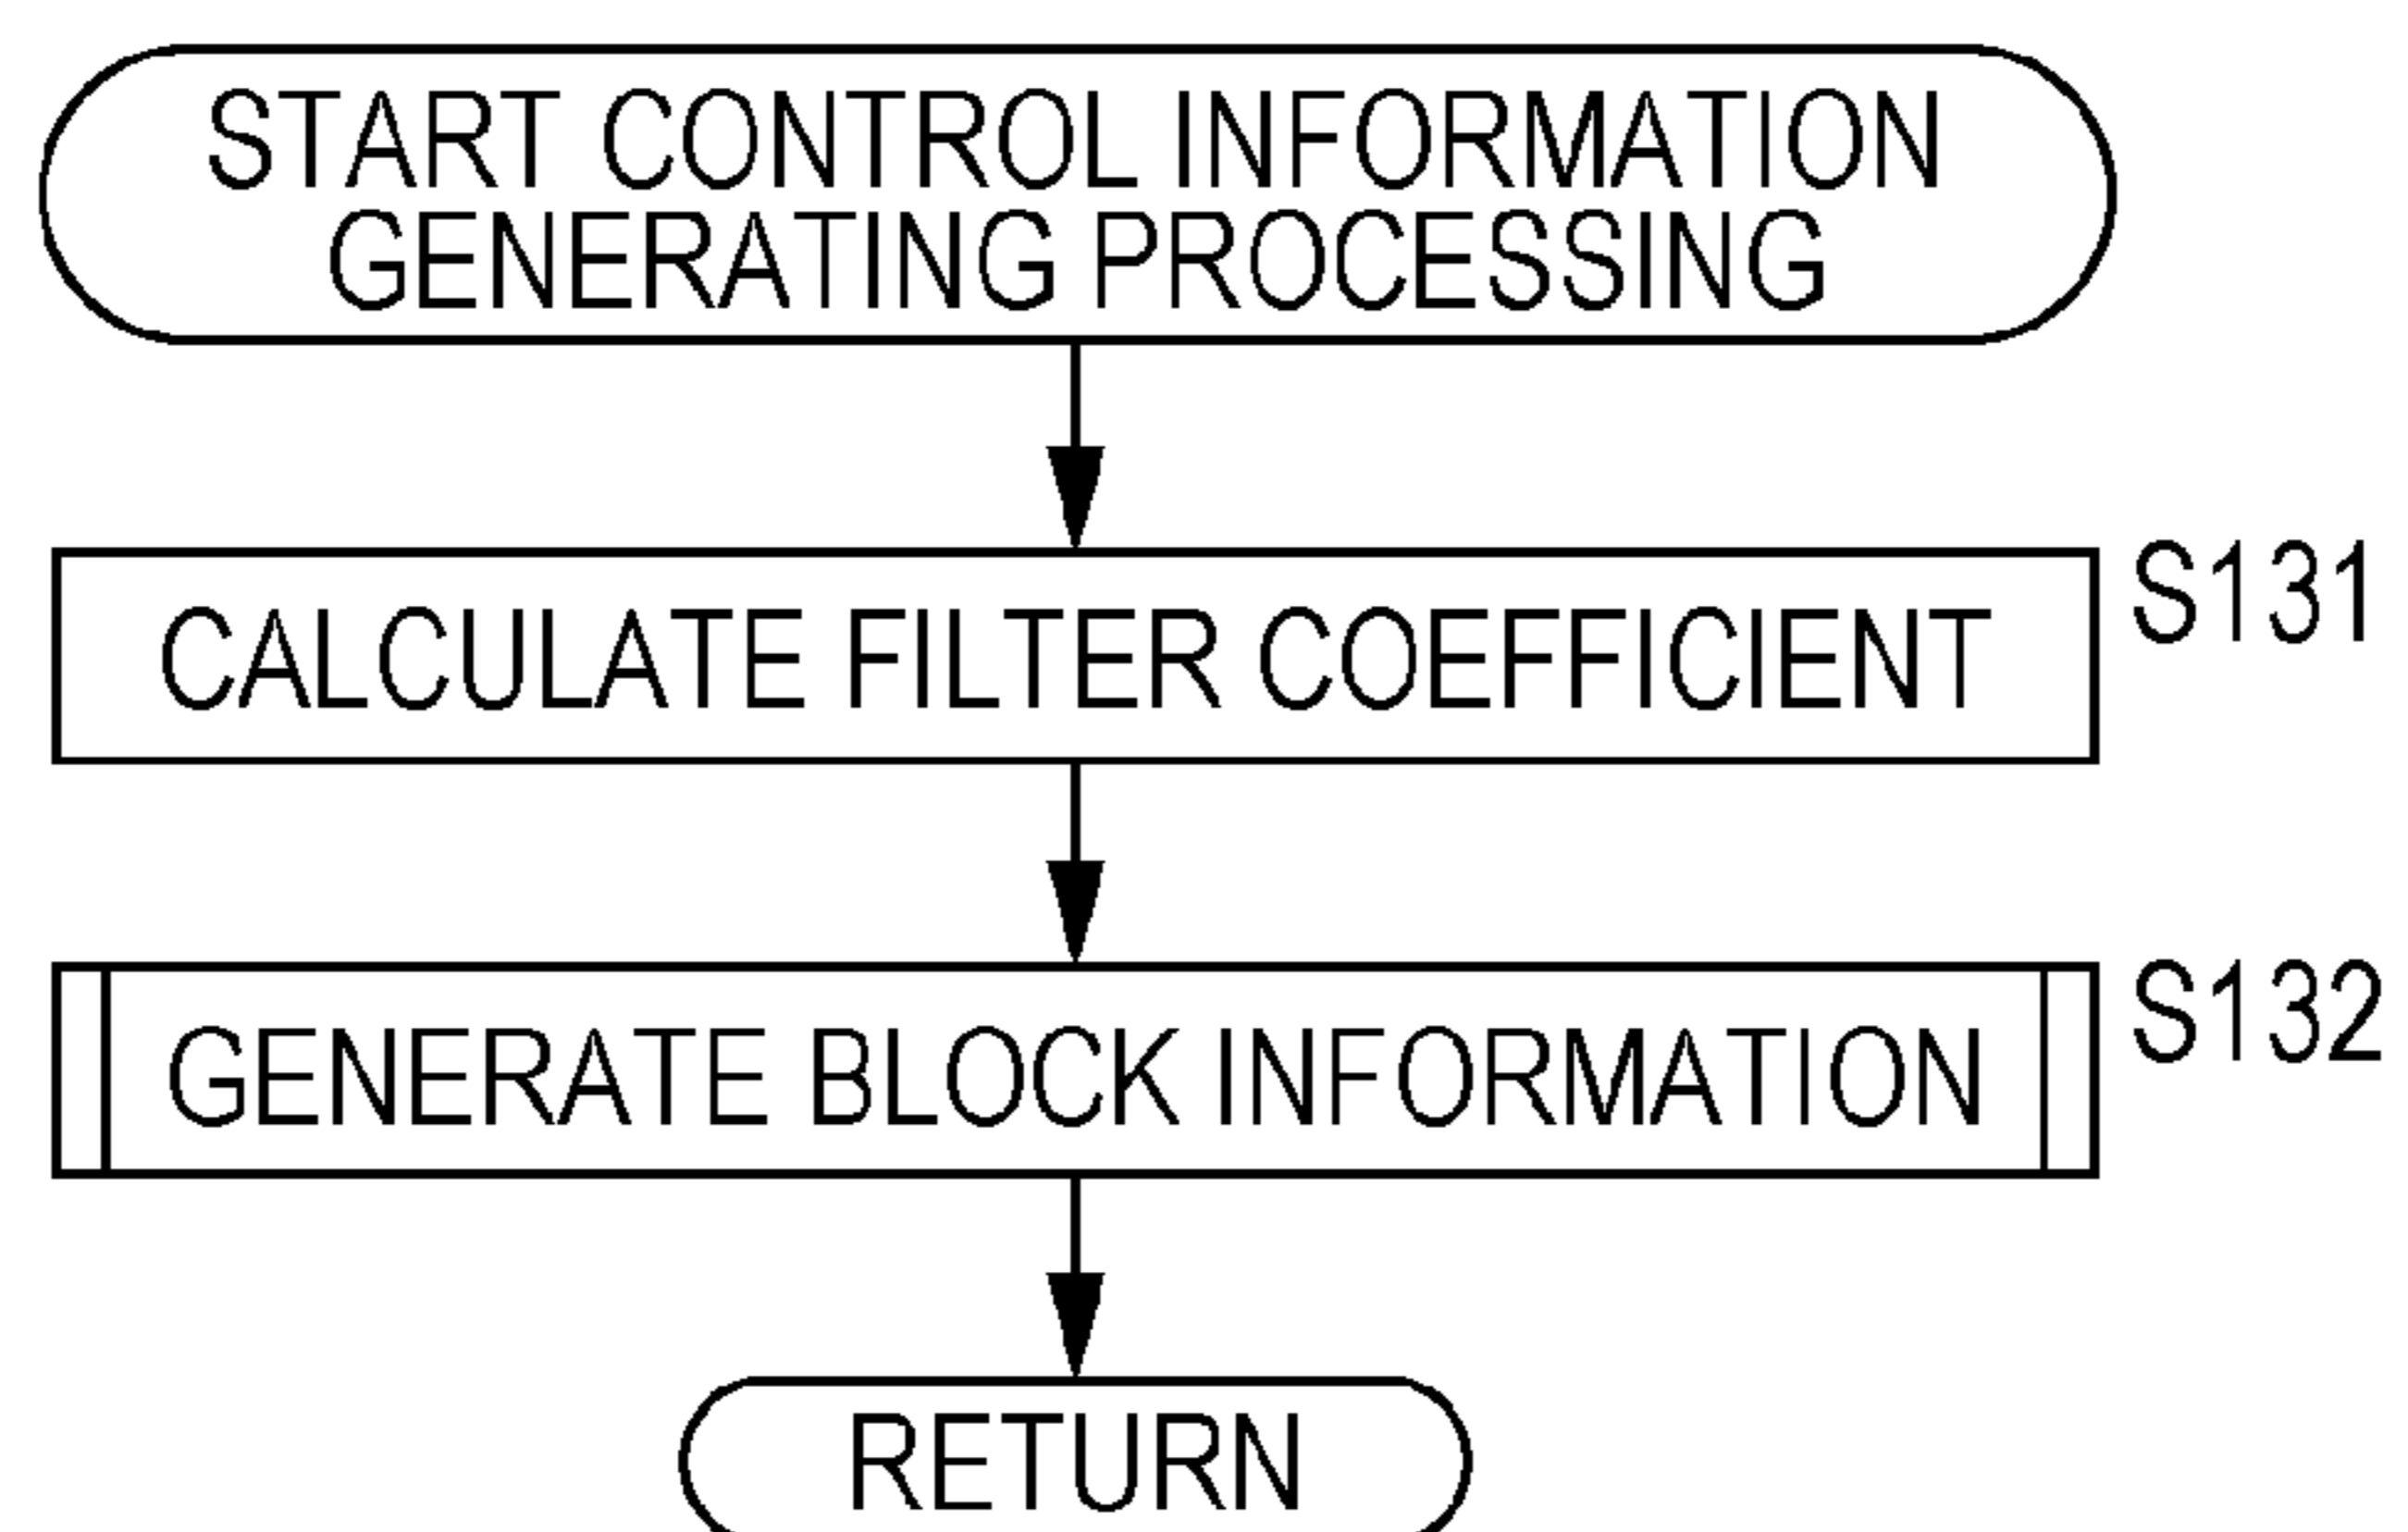 START CONTROL INFORMATION
GENERATING PROCESSING
S131
CALCULATE FILTER COEFFICIENT
S132
GENERATE BLOCK INFORMATION
RETURN